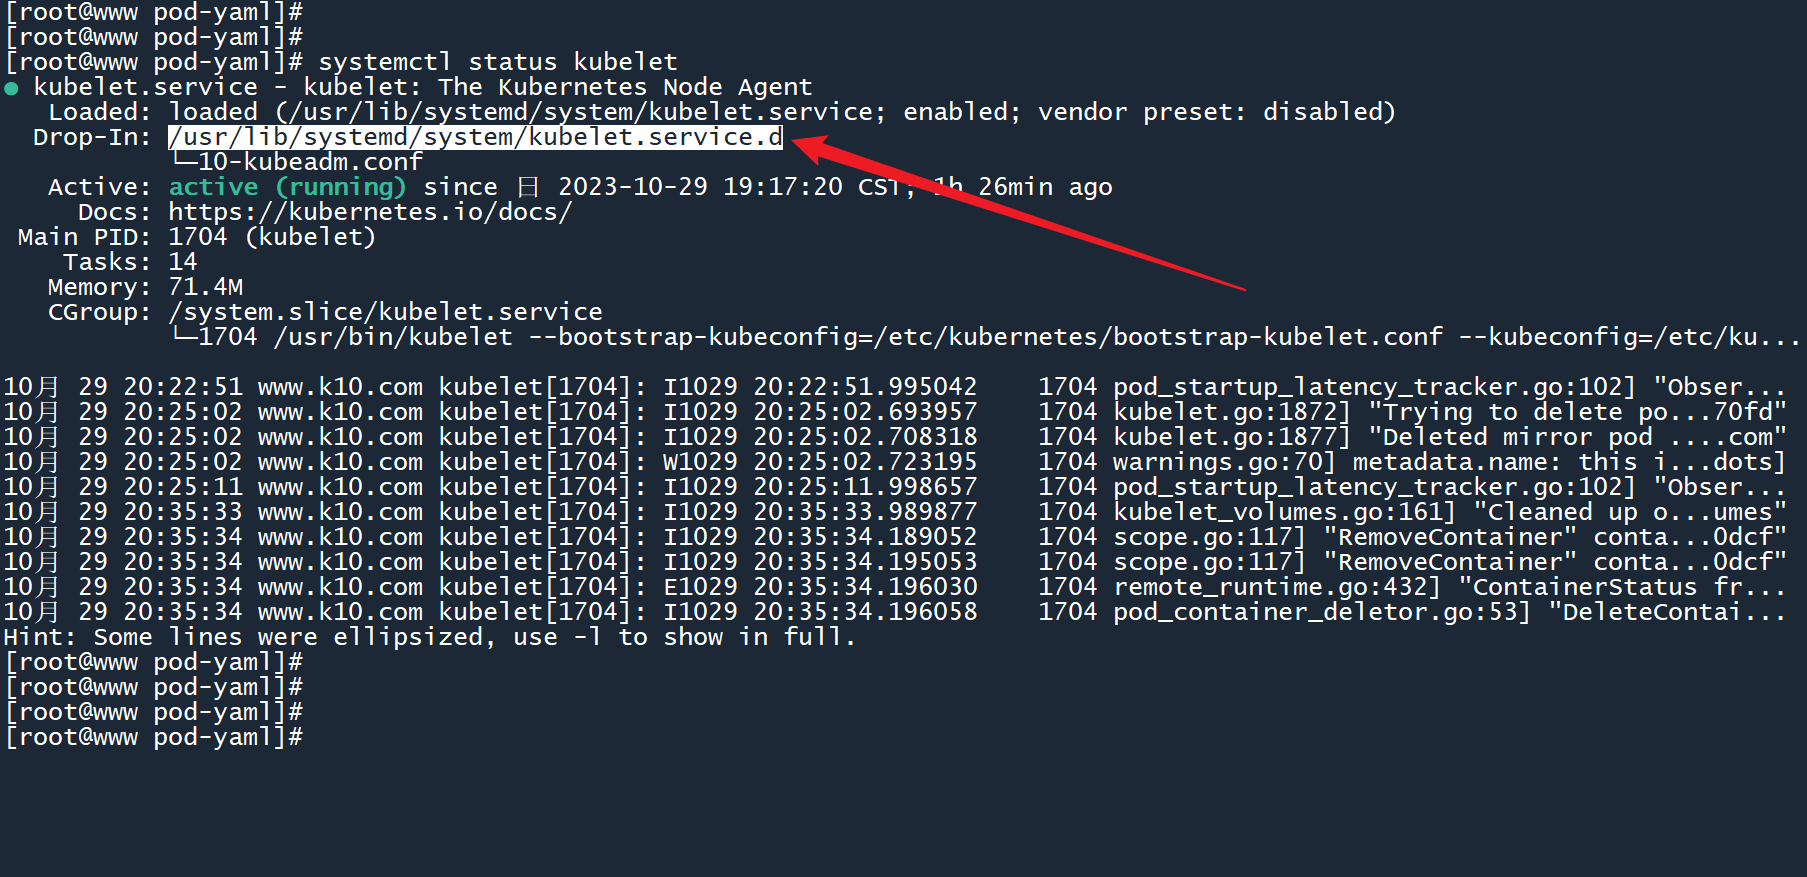 [root@www pod-yaml]#
[root@www pod-yaml]#
[root@www pod-yaml]# systemctl status kubelet
● kubelet.service - kubelet: The Kubernetes Node Agent
Loaded: loaded (/usr/lib/systemd/system/kubelet.service; enabled; vendor preset: disabled)
Drop-In: /usr/lib/systemd/system/kubelet.service.d
└─10-kubeadm.conf
Active: active (running) since 日 2023-10-29 19:17:20 CST; 1h 26min ago
Docs: https://kubernetes.io/docs/
Main PID: 1704 (kubelet)
Tasks: 14
Memory: 71.4M
CGroup: /system.slice/kubelet.service
└─1704 /usr/bin/kubelet --bootstrap-kubeconfig=/etc/kubernetes/bootstrap-kubelet.conf --kubeconfig=/etc/ku...
10月 29 20:22:51 www.k10.com kubelet[1704]: I1029 20:22:51.995042 1704 pod_startup_latency_tracker.go:102] "Obser...
10月 29 20:25:02 www.k10.com kubelet[1704]: I1029 20:25:02.693957 1704 kubelet.go:1872] "Trying to delete po...70fd"
10月 29 20:25:02 www.k10.com kubelet[1704]: I1029 20:25:02.708318 1704 kubelet.go:1877] "Deleted mirror pod ....com"
10月 29 20:25:02 www.k10.com kubelet[1704]: W1029 20:25:02.723195 1704 warnings.go:70] metadata.name: this i...dots]
10月 29 20:25:11 www.k10.com kubelet[1704]: I1029 20:25:11.998657 1704 pod_startup_latency_tracker.go:102] "Obser...
10月 29 20:35:33 www.k10.com kubelet[1704]: I1029 20:35:33.989877 1704 kubelet_volumes.go:161] "Cleaned up o...umes"
10月 29 20:35:34 www.k10.com kubelet[1704]: I1029 20:35:34.189052 1704 scope.go:117] "RemoveContainer" conta...0dcf"
10月 29 20:35:34 www.k10.com kubelet[1704]: I1029 20:35:34.195053 1704 scope.go:117] "RemoveContainer" conta...0dcf"
10月 29 20:35:34 www.k10.com kubelet[1704]: E1029 20:35:34.196030 1704 remote_runtime.go:432] "ContainerStatus fr...
10月 29 20:35:34 www.k10.com kubelet[1704]: I1029 20:35:34.196058 1704 pod_container_deletor.go:53] "DeleteContai...
Hint: Some lines were ellipsized, use -l to show in full.
[root@www pod-yaml]#
[root@www pod-yaml]#
[root@www pod-yaml]#
[root@www pod-yaml]#